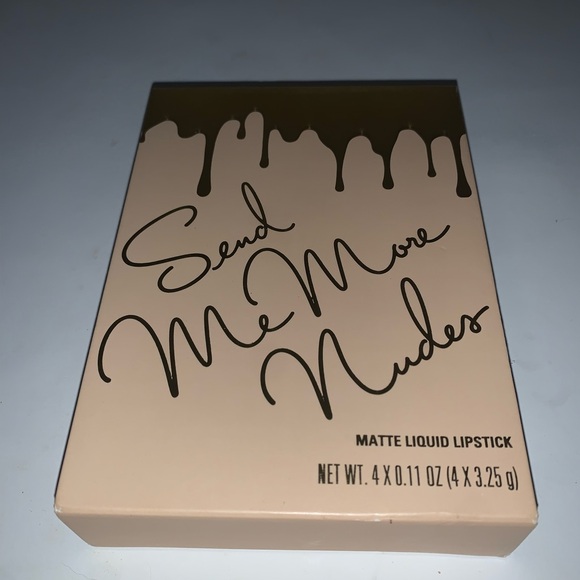 Send
Me More
Nudes
MATTE LIQUID LIPSTICK
NET WT. 4 X 0.11 OZ (4 X 3.25 g)